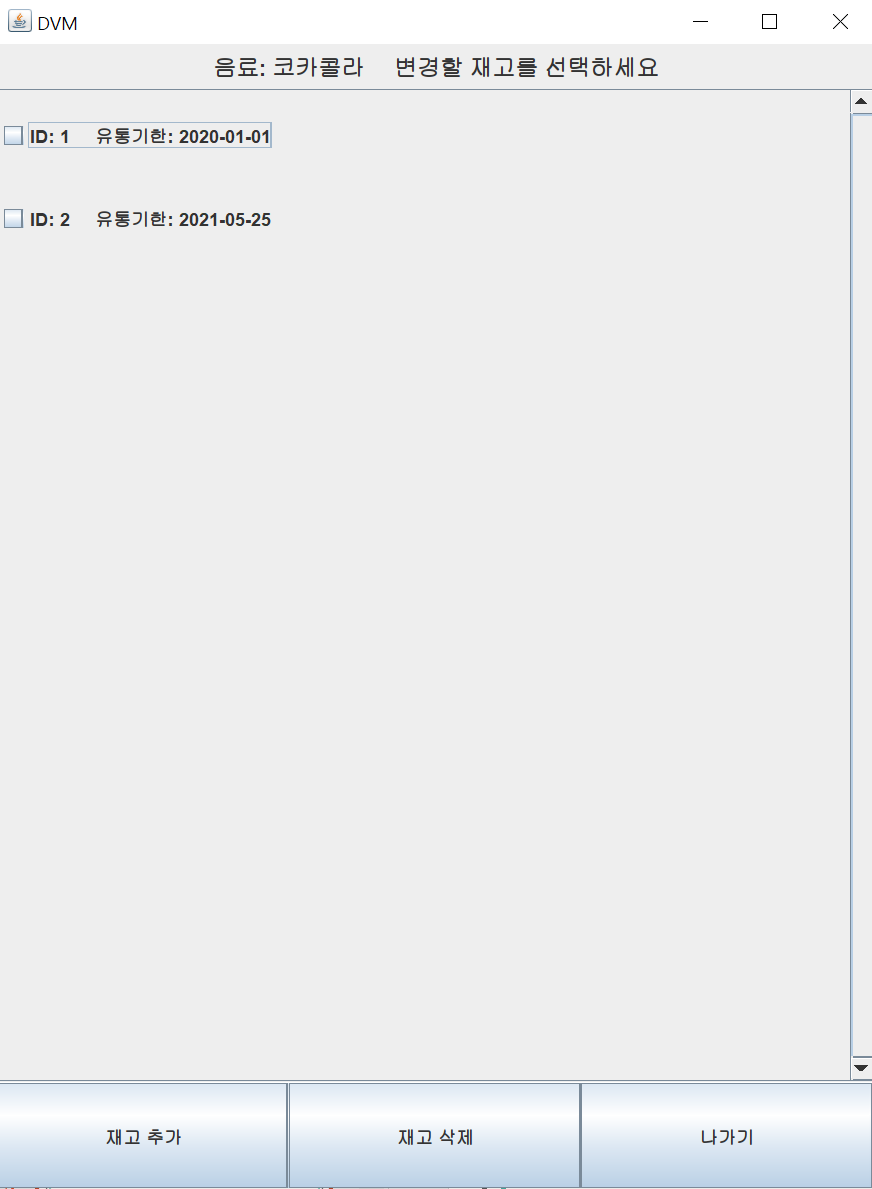 DVM
음료: 코카콜라 변경할 재고를 선택하세요
ID: 1 유통기한: 2020-01-01
ID: 2 유통기한: 2021-05-25
재고 추가 재고 삭제 나가기